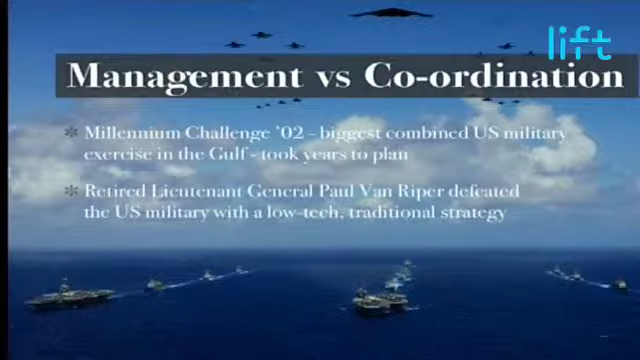 lift
Management vs Co-ordination
* Millennium Challenge '02 - biggest combined US military
exercise in the Gulf - took years to plan
* Retired Lieutenant General Paul Van Riper defeated
the US military with a low-tech, traditional strategy